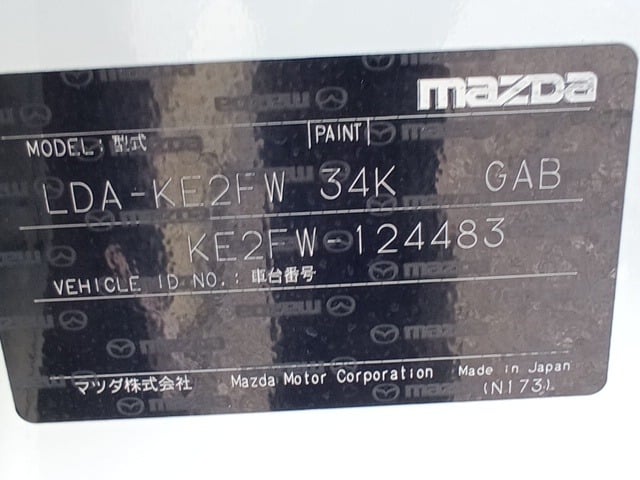 mazda
MODEL: 型式 PAINT
LDA-KE2FW 34K GAB
KE2FW-124483
VEHICLE ID NO.: 車台番号
マツダ株式会社 Mazda Motor Corporation Made in Japan
(N173)